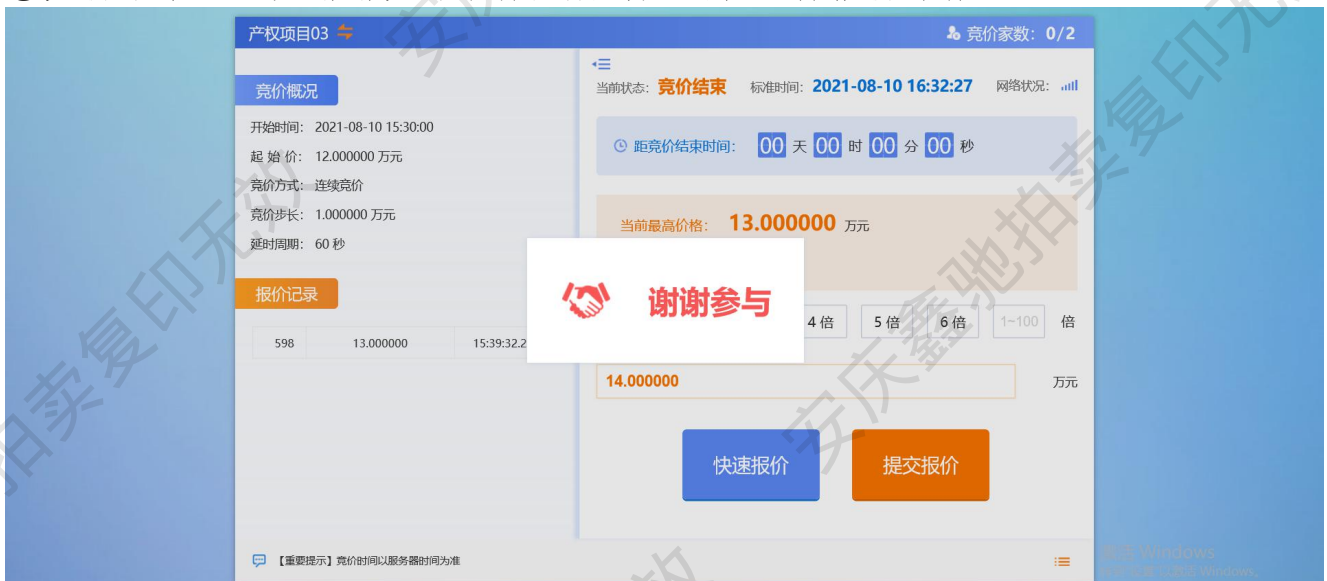 产权项目03
竞价家数: 0/2
竞价概况
开始时间: 2021-08-10 15:30:00
起 始 价: 12.000000 万元
竞价方式: 连续竞价
竞价步长: 1.000000 万元
延时周期: 60 秒
报价记录
598 13.000000 15:39:32.2
当前状态: 竞价结束 标准时间: 2021-08-10 16:32:27 网络状况:
距竞价结束时间: 00 天 00 时 00 分 00 秒
当前最高价格: 13.000000 万元
谢谢参与
4 倍 5 倍 6 倍 1~100 倍
14.000000 万元
快速报价 提交报价
【重要提示】竞价时间以服务器时间为准
安庆鑫驰拍卖复印无效